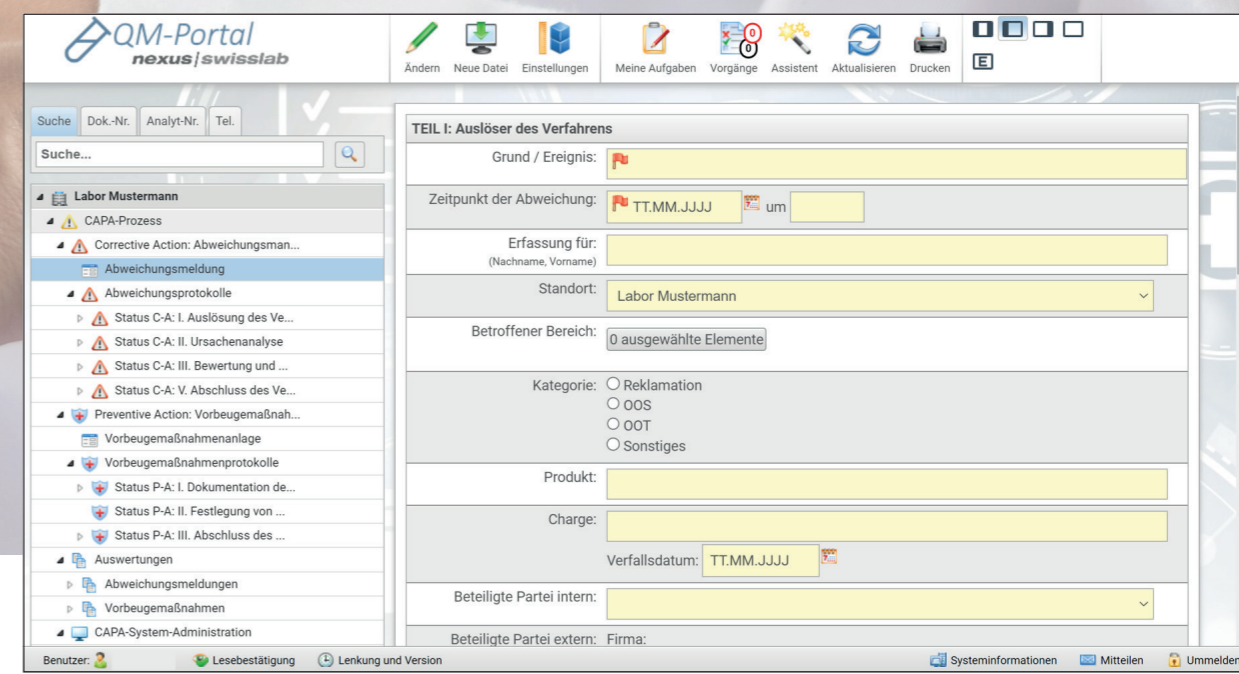 QM-Portal
nexus|swisslab
Ändern
Neue Datei
Einstellungen
Meine Aufgaben
Vorgänge
0
0
Assistent
Aktualisieren
Drucken
E
Suche
Dok.-Nr.
Analyt-Nr.
Tel.
Suche...
Labor Mustermann
CAPA-Prozess
Corrective Action: Abweichungsman...
Abweichungsmeldung
Abweichungsprotokolle
Status C-A: I. Auslösung des Ve...
Status C-A: II. Ursachenanalyse
Status C-A: III. Bewertung und ...
Status C-A: V. Abschluss des Ve...
Preventive Action: Vorbeugemaßnah...
Vorbeugemaßnahmenanlage
Vorbeugemaßnahmenprotokolle
Status P-A: I. Dokumentation de...
Status P-A: II. Festlegung von ...
Status P-A: III. Abschluss des ...
Auswertungen
Abweichungsmeldungen
Vorbeugemaßnahmen
CAPA-System-Administration
TEIL I: Auslöser des Verfahrens
Grund / Ereignis:
Zeitpunkt der Abweichung: TT.MM.JJJJ um
Erfassung für:
(Nachname, Vorname)
Standort: Labor Mustermann
Betroffener Bereich: 0 ausgewählte Elemente
Kategorie: Reklamation
OOS
OOT
Sonstiges
Produkt:
Charge:
Verfallsdatum: TT.MM.JJJJ
Beteiligte Partei intern:
Beteiligte Partei extern: Firma:
Benutzer: Lesebestätigung Lenkung und Version Systeminformationen Mitteilen Ummelden